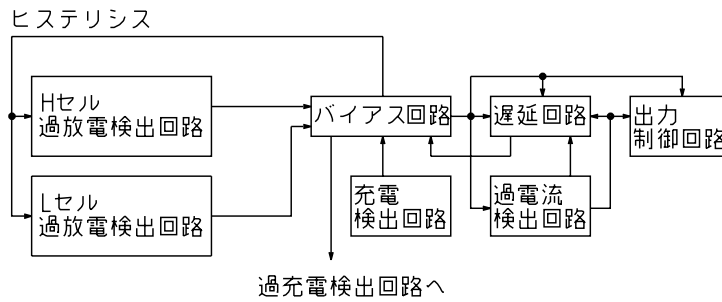 ヒステリシス
Hセル
過放電検出回路
バイアス回路
遅延回路
出力
制御回路
Lセル
過放電検出回路
充電
検出回路
過電流
検出回路
過充電検出回路へ